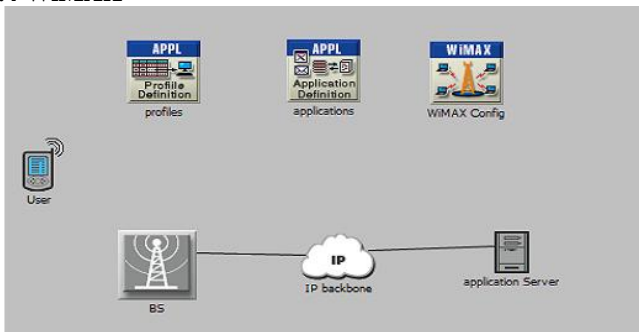 APPL
Profile
Definition
profiles
APPL
Application
Definition
applications
WiMAX
WiMAX Config
User
BS
IP
IP backbone
application Server